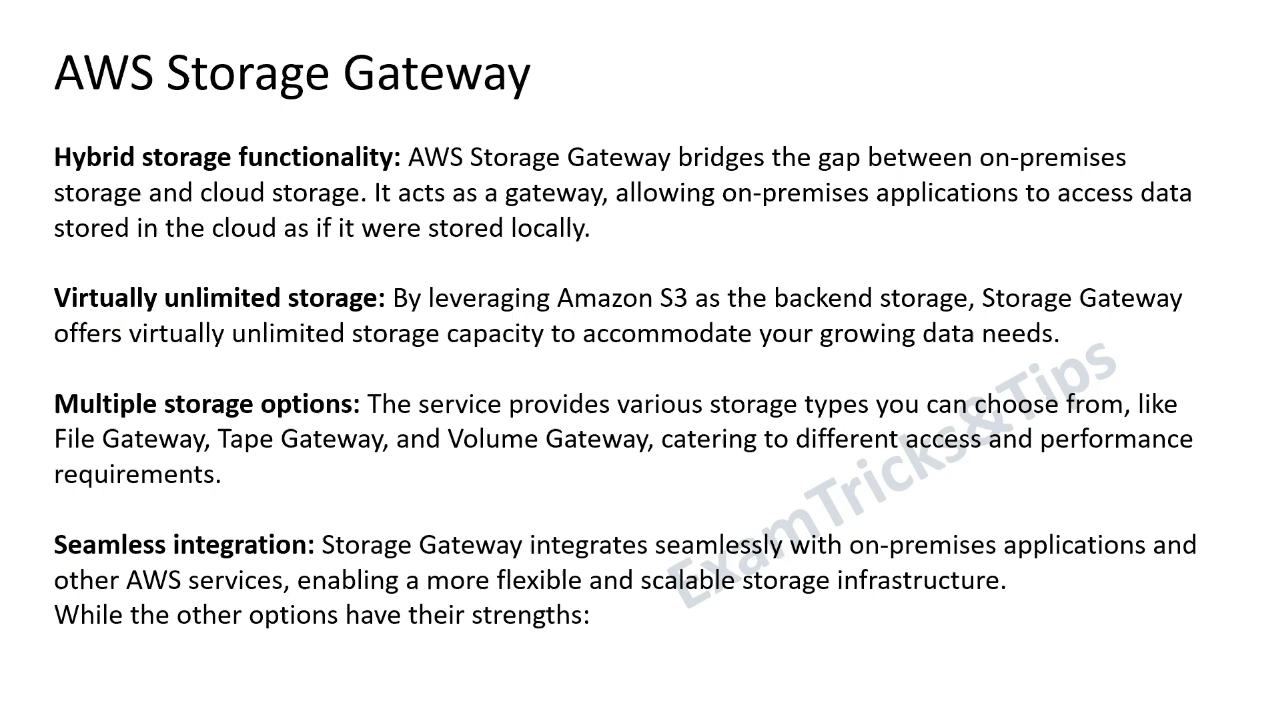 AWS Storage Gateway
Hybrid storage functionality: AWS Storage Gateway bridges the gap between on-premises
storage and cloud storage. It acts as a gateway, allowing on-premises applications to access data
stored in the cloud as if it were stored locally.
Virtually unlimited storage: By leveraging Amazon S3 as the backend storage, Storage Gateway
offers virtually unlimited storage capacity to accommodate your growing data needs.
Multiple storage options: The service provides various storage types you can choose from, like
File Gateway, Tape Gateway, and Volume Gateway, catering to different access and performance
requirements.
Seamless integration: Storage Gateway integrates seamlessly with on-premises applications and
other AWS services, enabling a more flexible and scalable storage infrastructure.
While the other options have their strengths:
ExamTricks&Tips